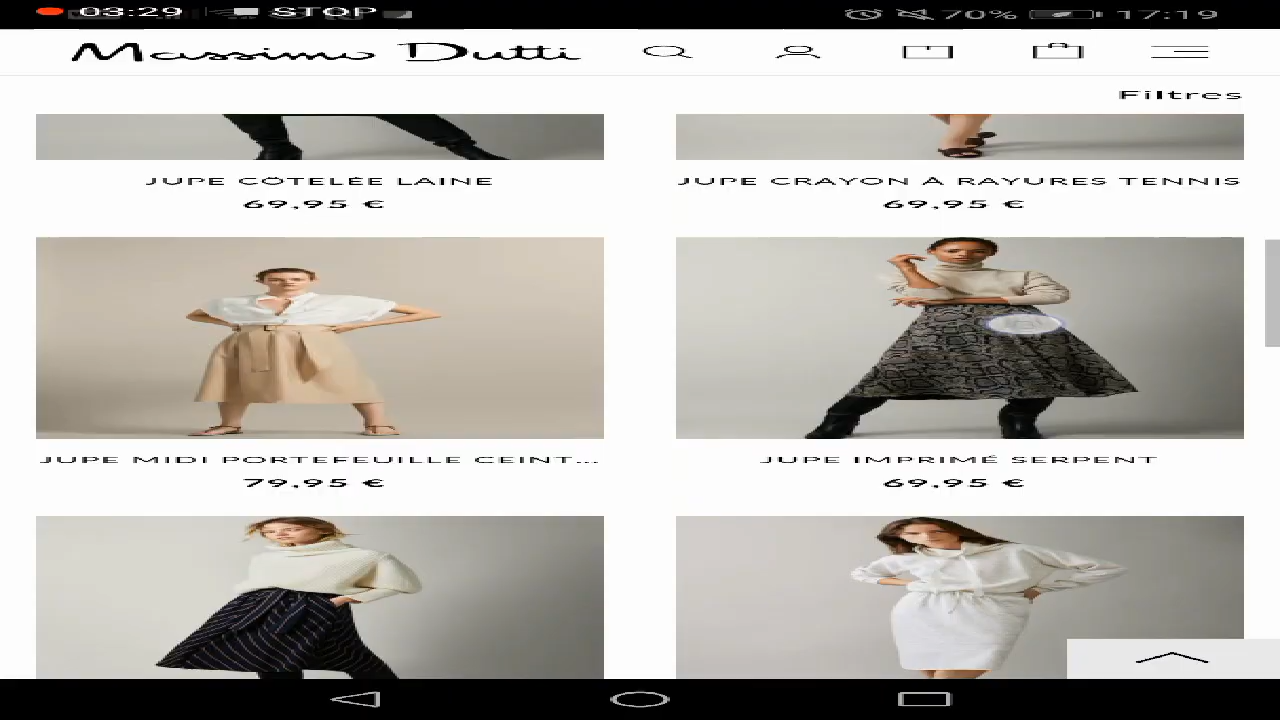 03:29 STOP 70% 17:19
Massimo Dutti
Filtres
JUPE CÔTELÉE LAINE
69,95 €
JUPE CRAYON À RAYURES TENNIS
69,95 €
JUPE MIDI PORTEFEUILLE CEINT...
79,95 €
JUPE IMPRIMÉ SERPENT
69,95 €